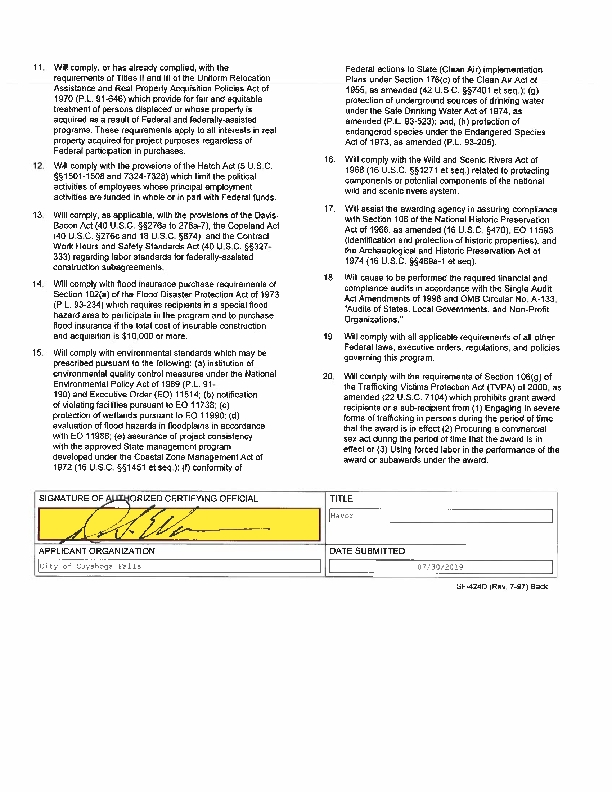 11. Will comply, or has already complied, with the
requirements of Titles II and III of the Uniform Relocation
Assistance and Real Property Acquisition Policies Act of
1970 (P.L. 91-646) which provide for fair and equitable
treatment of persons displaced or whose property is
acquired as a result of Federal and federally-assisted
programs. These requirements apply to all interests in real
property acquired for project purposes regardless of
Federal participation in purchases.
12. Will comply with the provisions of the Hatch Act (5 U.S.C.
§§1501-1508 and 7324-7328) which limit the political
activities of employees whose principal employment
activities are funded in whole or in part with Federal funds.
13. Will comply, as applicable, with the provisions of the Davis-
Bacon Act (40 U.S.C. §§276a to 276a-7), the Copeland Act
(40 U.S.C. §276c and 18 U.S.C. §874), and the Contract
Work Hours and Safety Standards Act (40 U.S.C. §§327-
333) regarding labor standards for federally-assisted
construction subagreements.
14. Will comply with flood insurance purchase requirements of
Section 102(a) of the Flood Disaster Protection Act of 1973
(P.L. 93-234) which requires recipients in a special flood
hazard area to participate in the program and to purchase
flood insurance if the total cost of insurable construction
and acquisition is $10,000 or more.
15. Will comply with environmental standards which may be
prescribed pursuant to the following: (a) institution of
environmental quality control measures under the National
Environmental Policy Act of 1969 (P.L. 91-
190) and Executive Order (EO) 11514; (b) notification
of violating facilities pursuant to EO 11738; (c)
protection of wetlands pursuant to EO 11990; (d)
evaluation of flood hazards in floodplains in accordance
with EO 11988; (e) assurance of project consistency
with the approved State management program
developed under the Coastal Zone Management Act of
1972 (16 U.S.C. §§1451 et seq.); (f) conformity of
Federal actions to State (Clean Air) implementation
Plans under Section 176(c) of the Clean Air Act of
1955, as amended (42 U.S.C. §§7401 et seq.); (g)
protection of underground sources of drinking water
under the Safe Drinking Water Act of 1974, as
amended (P.L. 93-523); and, (h) protection of
endangered species under the Endangered Species
Act of 1973, as amended (P.L. 93-205).
16. Will comply with the Wild and Scenic Rivers Act of
1968 (16 U.S.C. §§1271 et seq.) related to protecting
components or potential components of the national
wild and scenic rivers system.
17. Will assist the awarding agency in assuring compliance
with Section 106 of the National Historic Preservation
Act of 1966, as amended (16 U.S.C. §470), EO 11593
(identification and protection of historic properties), and
the Archaeological and Historic Preservation Act of
1974 (16 U.S.C. §§469a-1 et seq).
18 Will cause to be performed the required financial and
compliance audits in accordance with the Single Audit
Act Amendments of 1996 and OMB Circular No. A-133,
"Audits of States, Local Governments, and Non-Profit
Organizations."
19 Will comply with all applicable requirements of all other
Federal laws, executive orders, regulations, and policies
governing this program.
20. Will comply with the requirements of Section 106(g) of
the Trafficking Victims Protection Act (TVPA) of 2000, as
amended (22 U.S.C. 7104) which prohibits grant award
recipients or a sub-recipient from (1) Engaging in severe
forms of trafficking in persons during the period of time
that the award is in effect (2) Procuring a commercial
sex act during the period of time that the award is in
effect or (3) Using forced labor in the performance of the
award or subawards under the award.
SIGNATURE OF AUTHORIZED CERTIFYING OFFICIAL
TITLE
Mayor
APPLICANT ORGANIZATION
DATE SUBMITTED
City of Cuyahoga Falls
07/30/2019
SF-424D (Rev. 7-97) Back